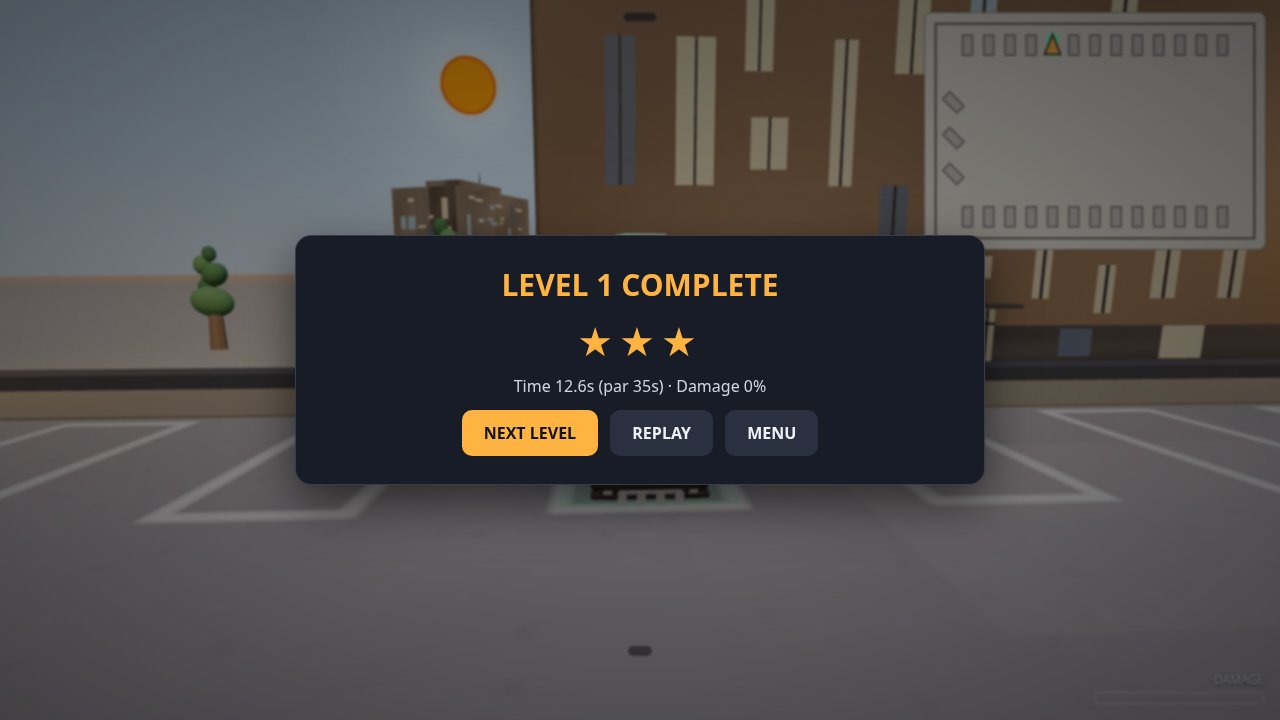 LEVEL 1 COMPLETE
★ ★ ★
Time 12.6s (par 35s) · Damage 0%
NEXT LEVEL REPLAY MENU
DAMAGE